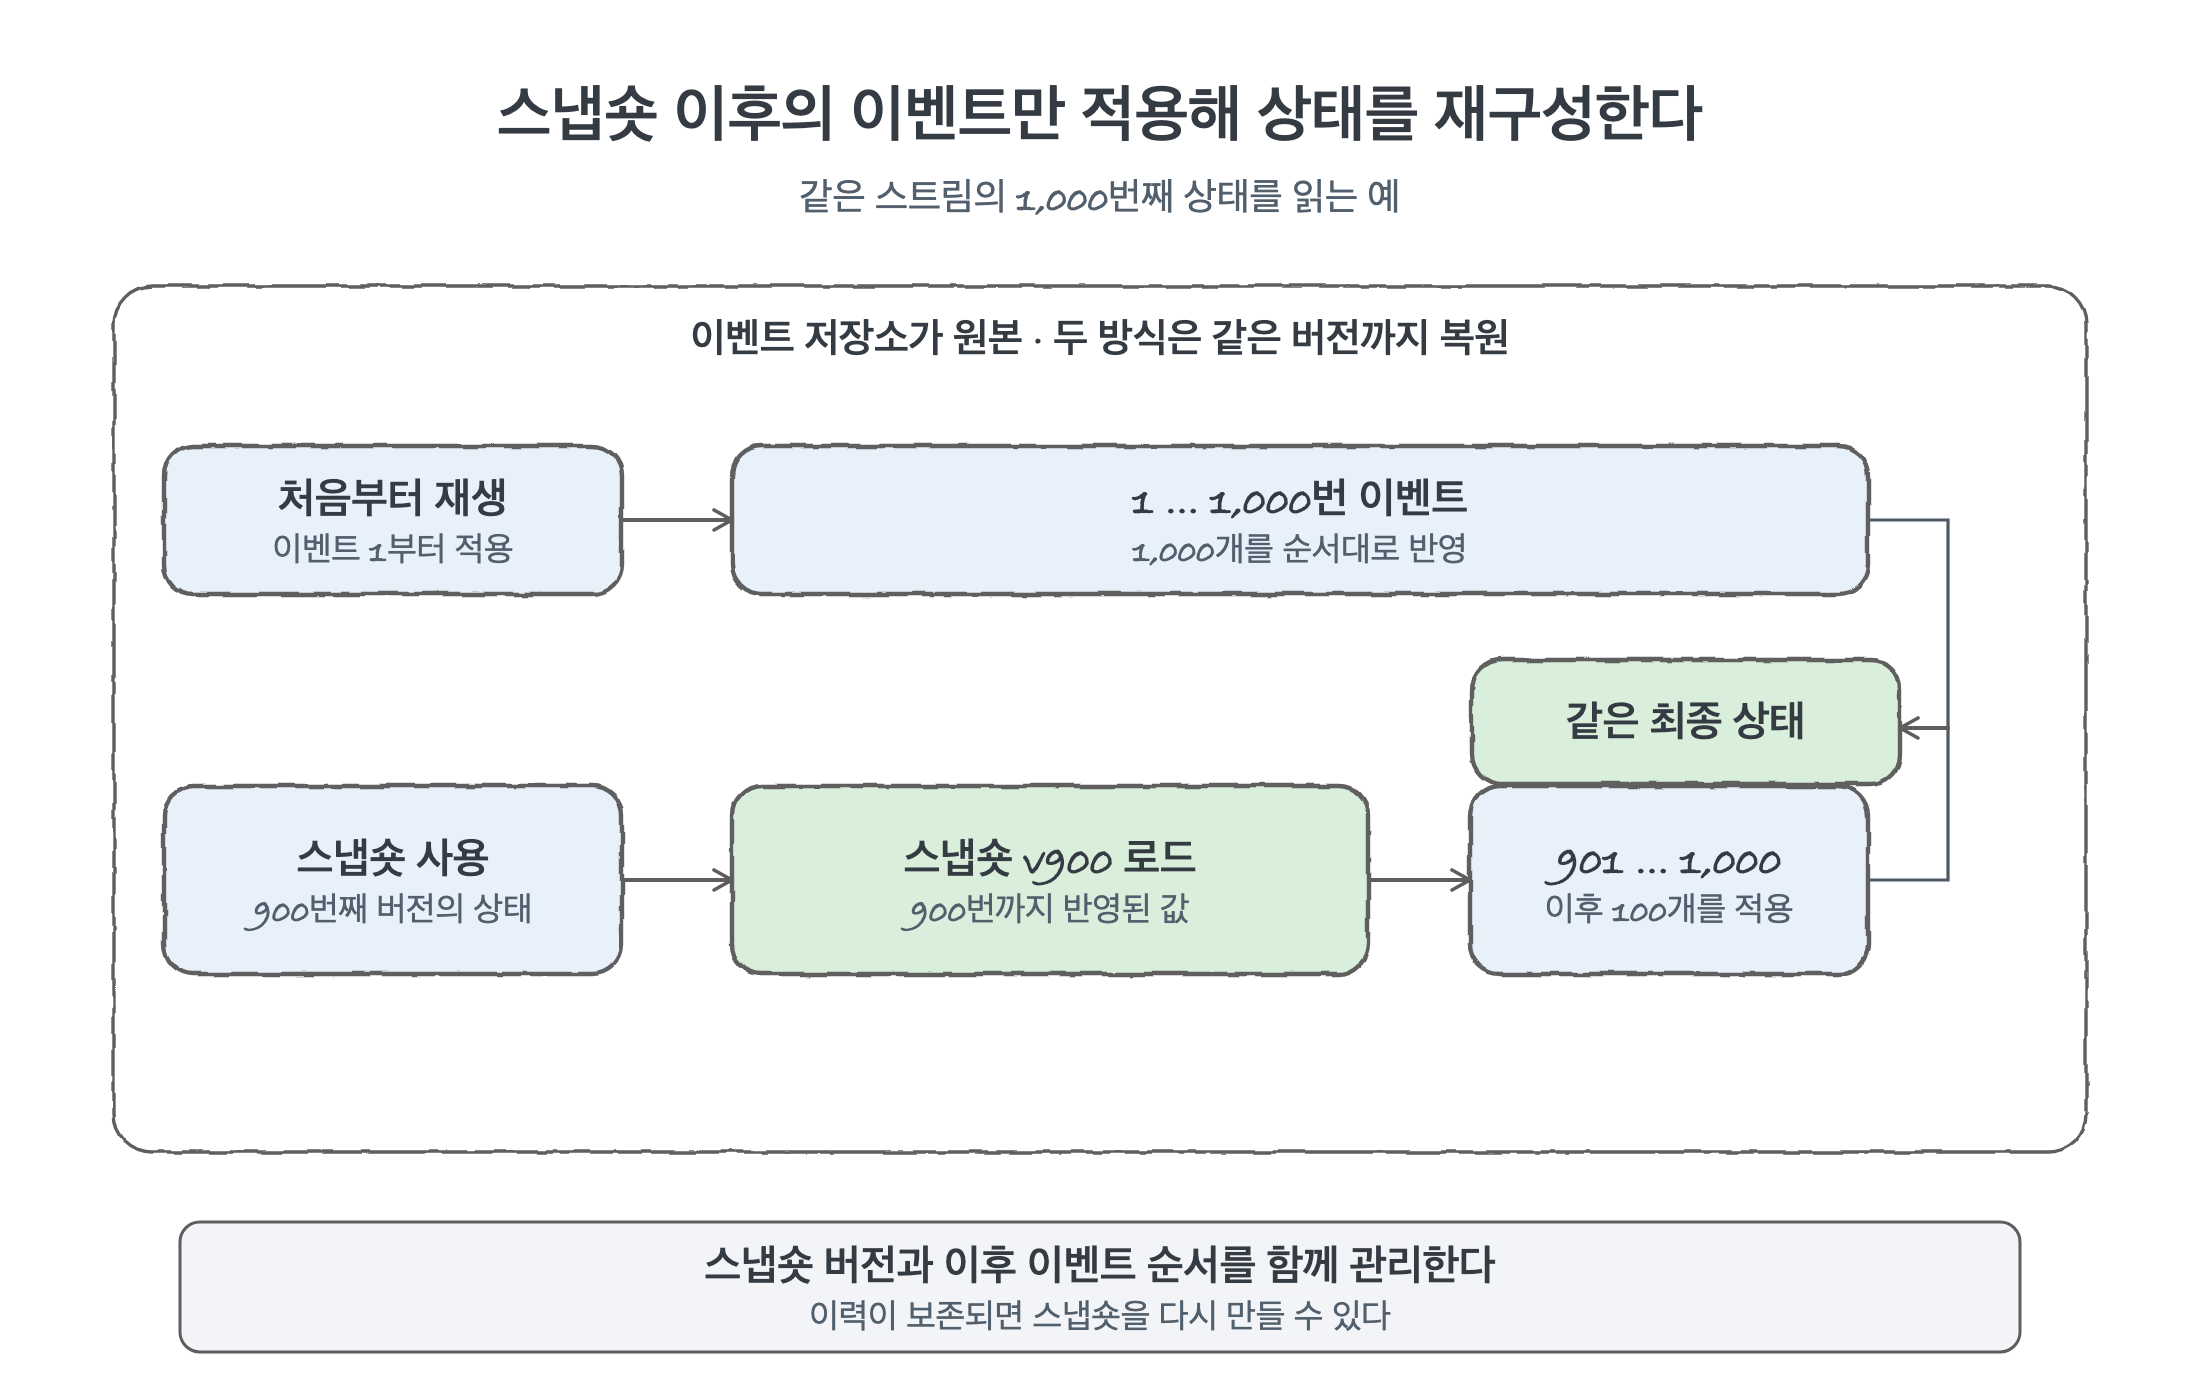 스냅숏 이후의 이벤트만 적용해 상태를 재구성한다
같은 스트림의 1,000번째 상태를 읽는 예
이벤트 저장소가 원본 · 두 방식은 같은 버전까지 복원
처음부터 재생
이벤트 1부터 적용
1 ... 1,000번 이벤트
1,000개를 순서대로 반영
같은 최종 상태
스냅숏 사용
900번째 버전의 상태
스냅숏 v900 로드
900번까지 반영된 값
901 ... 1,000
이후 100개를 적용
스냅숏 버전과 이후 이벤트 순서를 함께 관리한다
이력이 보존되면 스냅숏을 다시 만들 수 있다